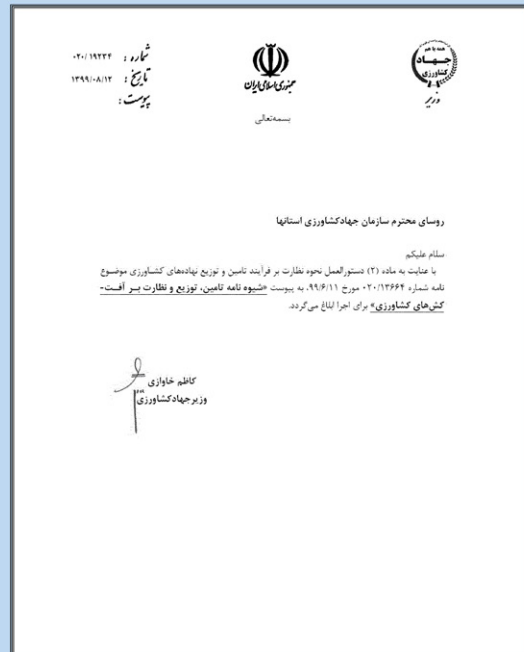 شماره : ۰۲۰/۱۹۲۳۴
تاریخ : ۱۳۹۹/۰۸/۱۲
پیوست :
جمهوری اسلامی ایران
همه با هم
جهاد
کشاورزی
وزیر
بسمه‌تعالی
روسای محترم سازمان جهادکشاورزی استانها
سلام علیکم
با عنایت به ماده (۲) دستورالعمل نحوه نظارت بر فرآیند تامین و توزیع نهاده‌های کشاورزی موضوع
نامه شماره ۰۲۰/۱۳۶۶۴ مورخ ۹۹/۶/۱۱، به پیوست «شیوه نامه تامین، توزیع و نظارت بر آفت-
کش‌های کشاورزی» برای اجرا ابلاغ می‌گردد.
کاظم خاوازی
وزیر جهادکشاورزی